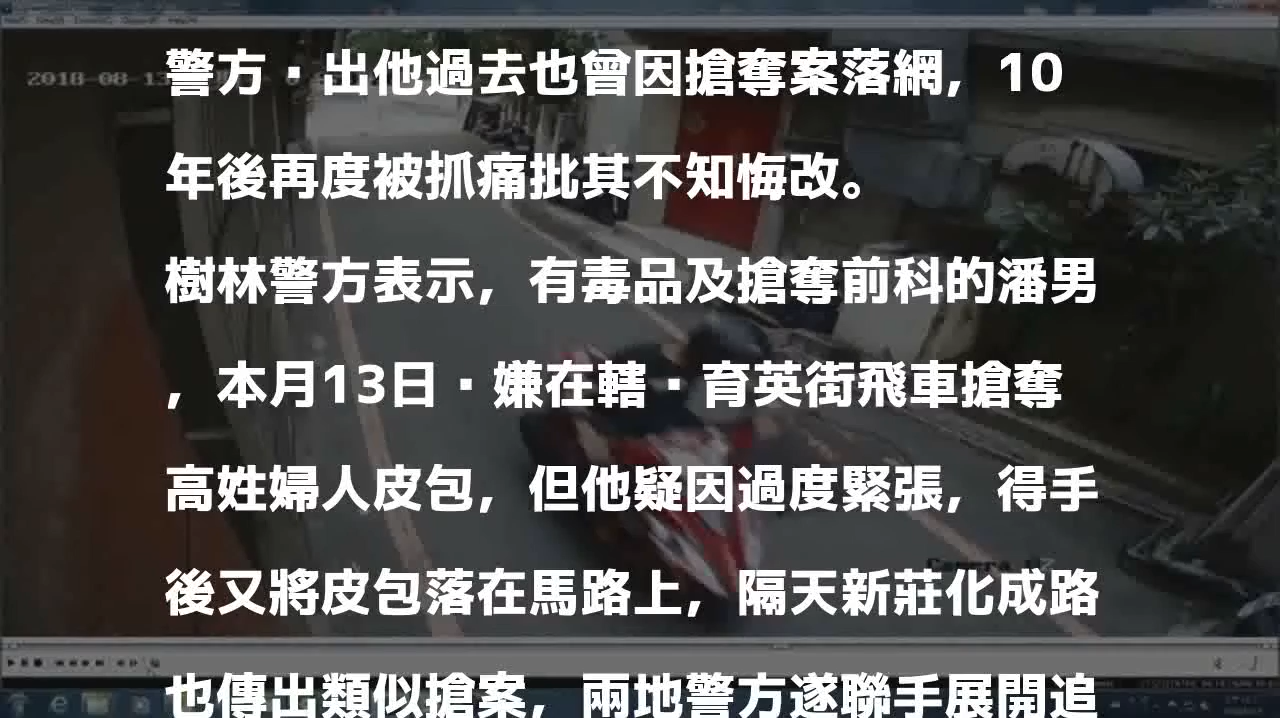 2018-08-13
警方·出他過去也曾因搶奪案落網，10
年後再度被抓痛批其不知悔改。
樹林警方表示，有毒品及搶奪前科的潘男
，本月13日·嫌在轄·育英街飛車搶奪
高姓婦人皮包，但他疑因過度緊張，得手
後又將皮包落在馬路上，隔天新莊化成路
也傳出類似搶案，兩地警方遂聯手展開追
Camera 07